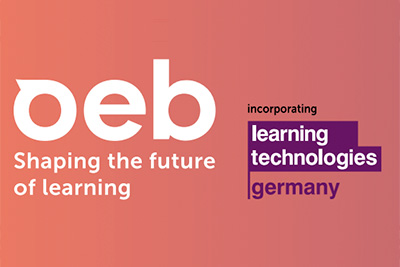 oeb
Shaping the future
of learning
incorporating
learning
technologies
germany